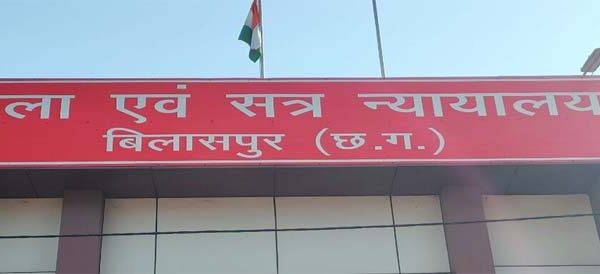 ला एवं सत्र न्यायालय
बिलासपुर (छ.ग.)